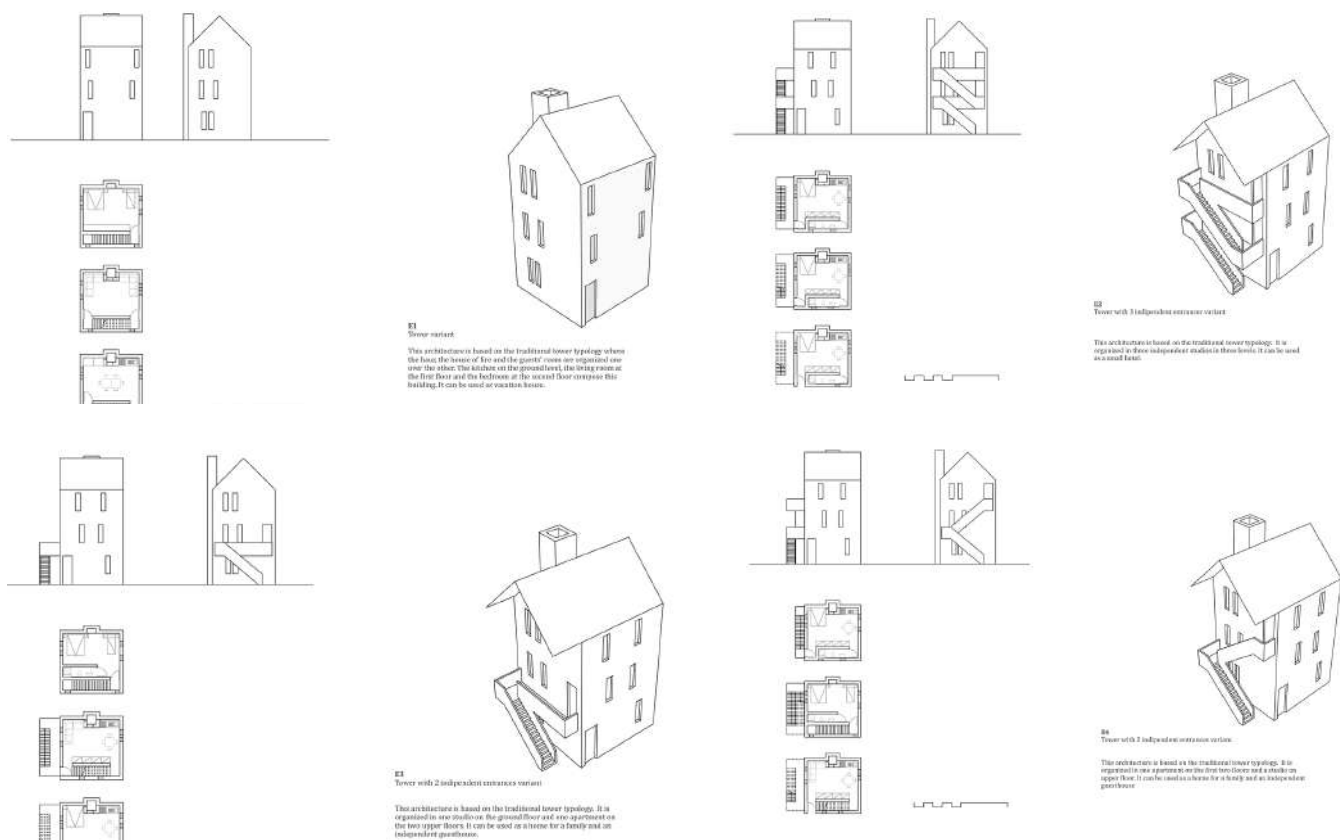 E1
Tower variant
This architecture is based on the traditional tower typology where
the haur, the house of fire and the guests' room are organized one
over the other. The kitchen on the ground level, the living room at
the first floor and the bedroom at the second floor compose this
building. It can be used as vacation house.
E2
Tower with 3 indipendent entrances variant
This architecture is based on the traditional tower typology. It is
organized in three independent studios in three levels. It can be used
as a small hotel.
E3
Tower with 2 indipendent entrances variant
This architecture is based on the traditional tower typology. It is
organized in one studio on the ground floor and one apartment on
the two upper floors. It can be used as a home for a family and an
independent guesthouse.
E4
Tower with 2 indipendent entrances variant
This architecture is based on the traditional tower typology. It is
organized in one apartment on the first two floors and a studio on
upper floor. It can be used as a home for a family and an independent
guesthouse